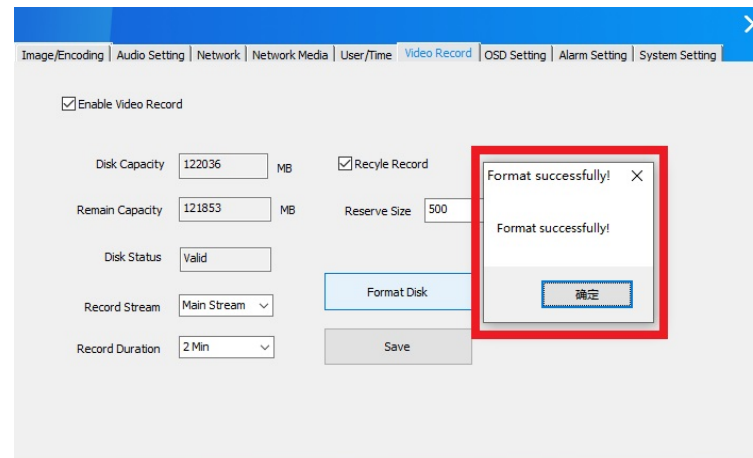 Image/Encoding Audio Setting Network Network Media User/Time Video Record OSD Setting Alarm Setting System Setting
Enable Video Record
Disk Capacity 122036 MB Recyle Record
Remain Capacity 121853 MB Reserve Size 500
Disk Status Valid
Format Disk
Record Stream Main Stream
Record Duration 2 Min Save
Format successfully!
Format successfully!
确定